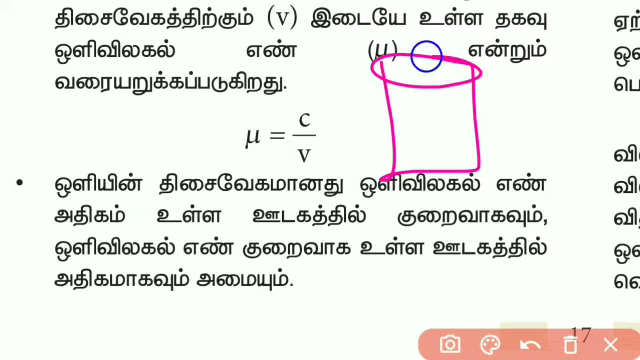 திசைவேகத்திற்கும் (v) இடையே உள்ள தகவு
ஒளிவிலகல் எண் (μ) என்றும்
வரையறுக்கப்படுகிறது.
μ = c/v
• ஒளியின் திசைவேகமானது ஒளிவிலகல் எண்
அதிகம் உள்ள ஊடகத்தில் குறைவாகவும்,
ஒளிவிலகல் எண் குறைவாக உள்ள ஊடகத்தில்
அதிகமாகவும் அமையும்.
17